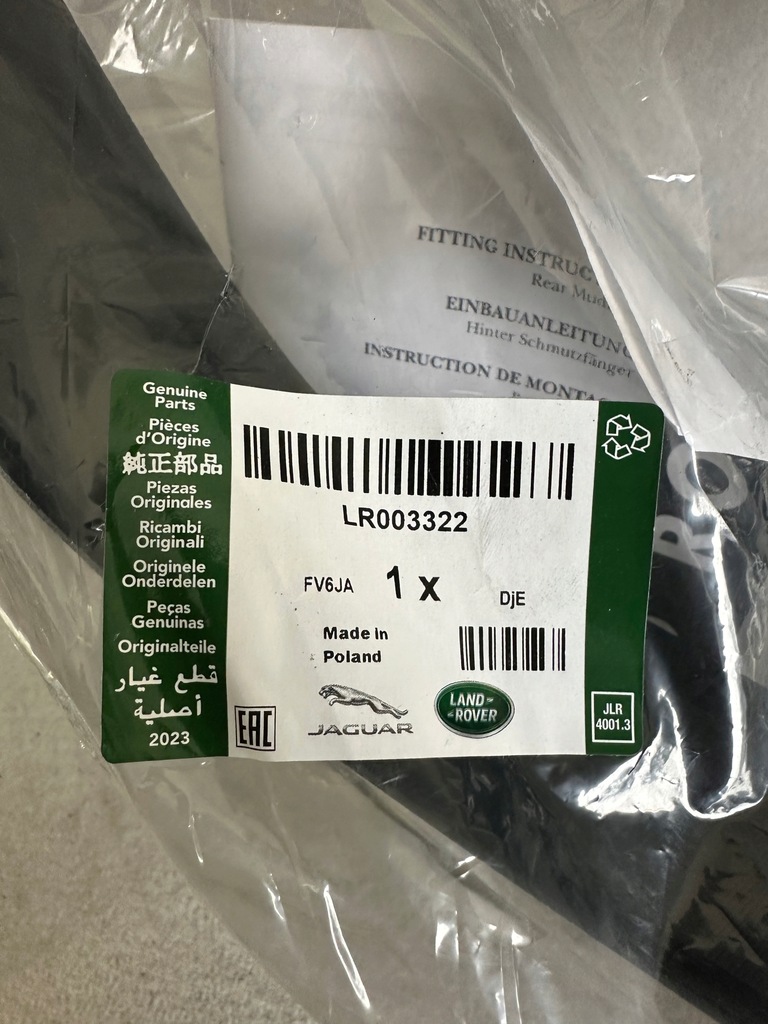 FITTING INSTRUC
Rear Mud
EINBAUANLEITUNG
Hinter Schmutzfänger
INSTRUCTION DE MONTAG
Genuine
Parts
Pièces
d'Origine
純正部品
Piezas
Originales
Ricambi
Originali
Originele
Onderdelen
Peças
Genuinas
Originalteile
قطع غيار
أصلية
2023
LR003322
FV6JA 1 x DjE
Made in
Poland
EAC
JAGUAR
LAND-
-ROVER
JLR
4001.3
RO